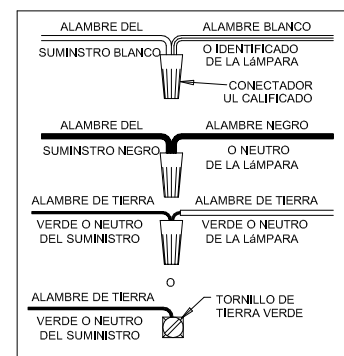 ALAMBRE DEL ALAMBRE BLANCO
SUMINSTRO BLANCO O IDENTIFICADO
DE LA LáMPARA
CONECTADOR
UL CALIFICADO
ALAMBRE DEL ALAMBRE NEGRO
SUMINSTRO NEGRO O NEUTRO
DE LA LáMPARA
ALAMBRE DE TIERRA ALAMBRE DE TIERRA
VERDE O NEUTRO VERDE O NEUTRO
DEL SUMINISTRO DE LA LáMPARA
O
ALAMBRE DE TIERRA TORNILLO DE
TIERRA VERDE
VERDE O NEUTRO
DEL SUMINISTRO